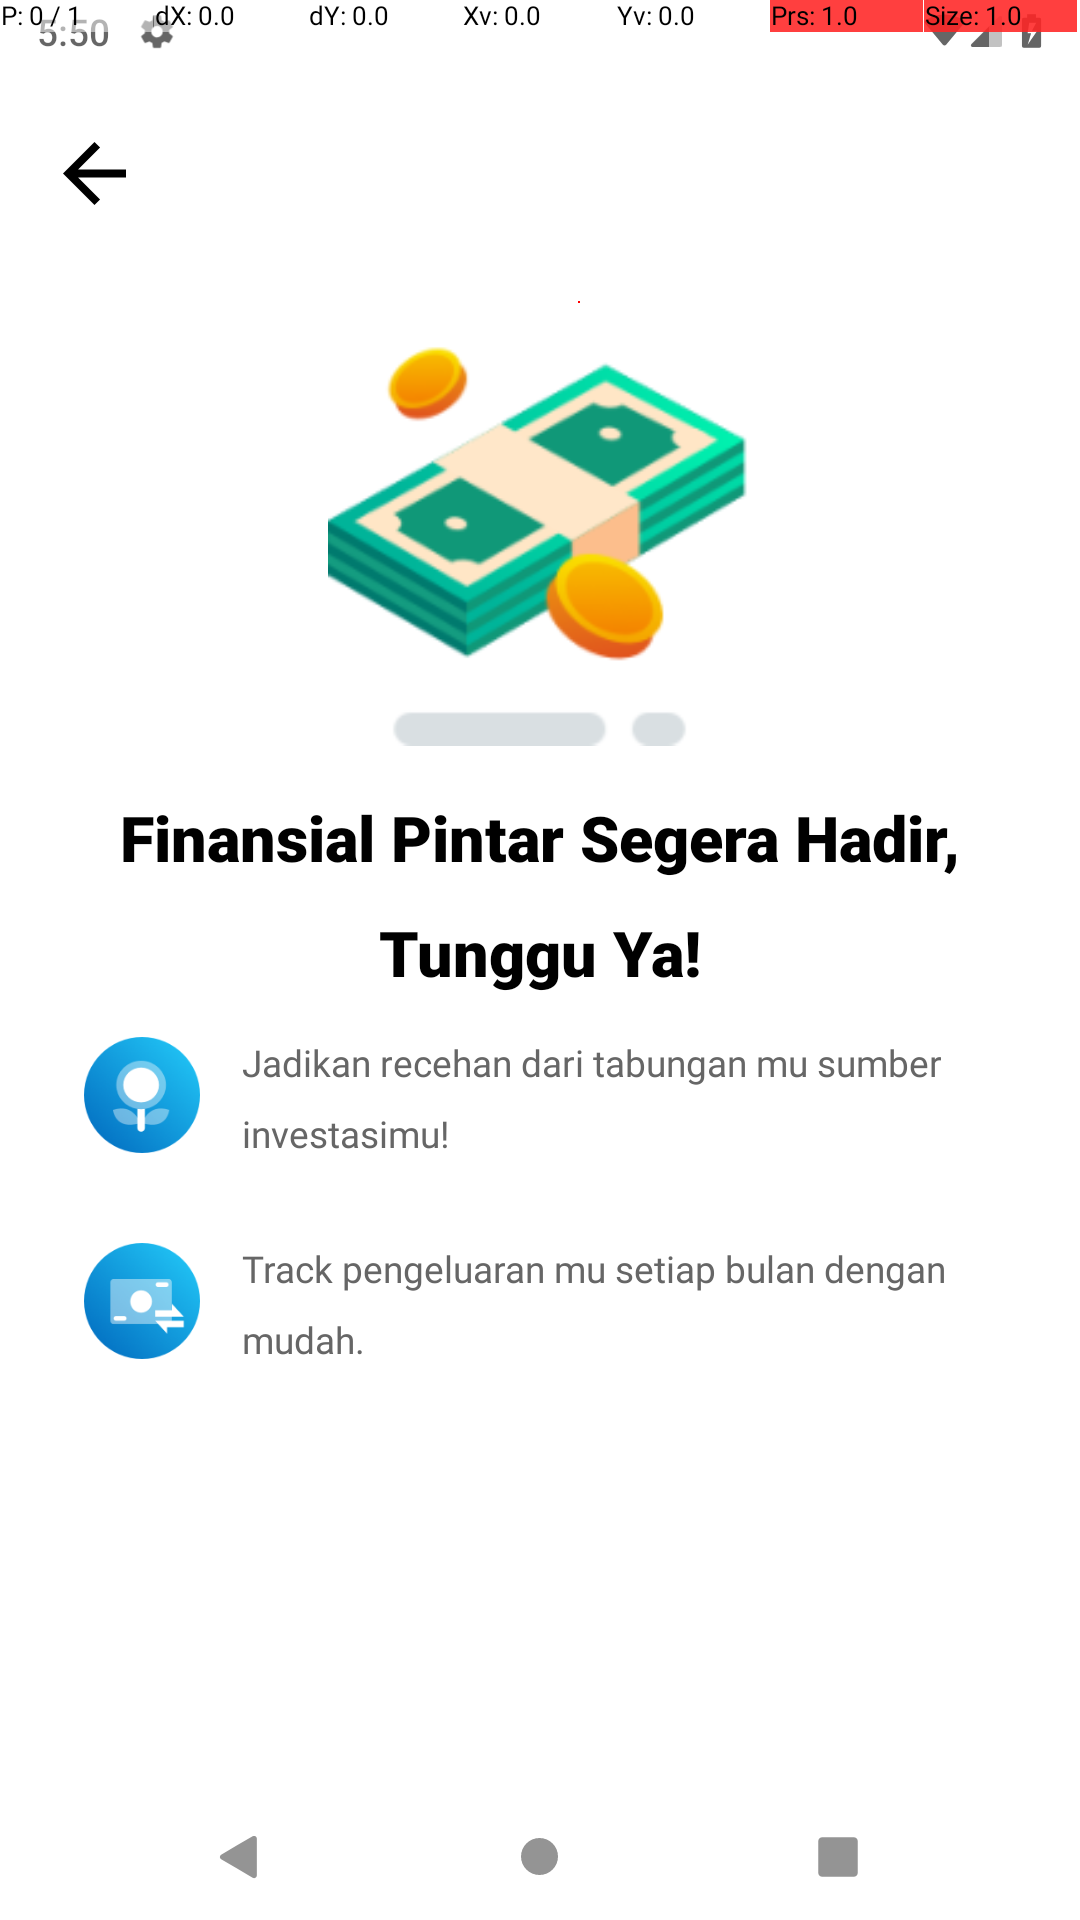 P: 0 / 1 dX: 0.0 dY: 0.0 Xv: 0.0 Yv: 0.0 Prs: 1.0 Size: 1.0
5:50
Finansial Pintar Segera Hadir,
Tunggu Ya!
Jadikan recehan dari tabungan mu sumber
investasimu!
Track pengeluaran mu setiap bulan dengan
mudah.